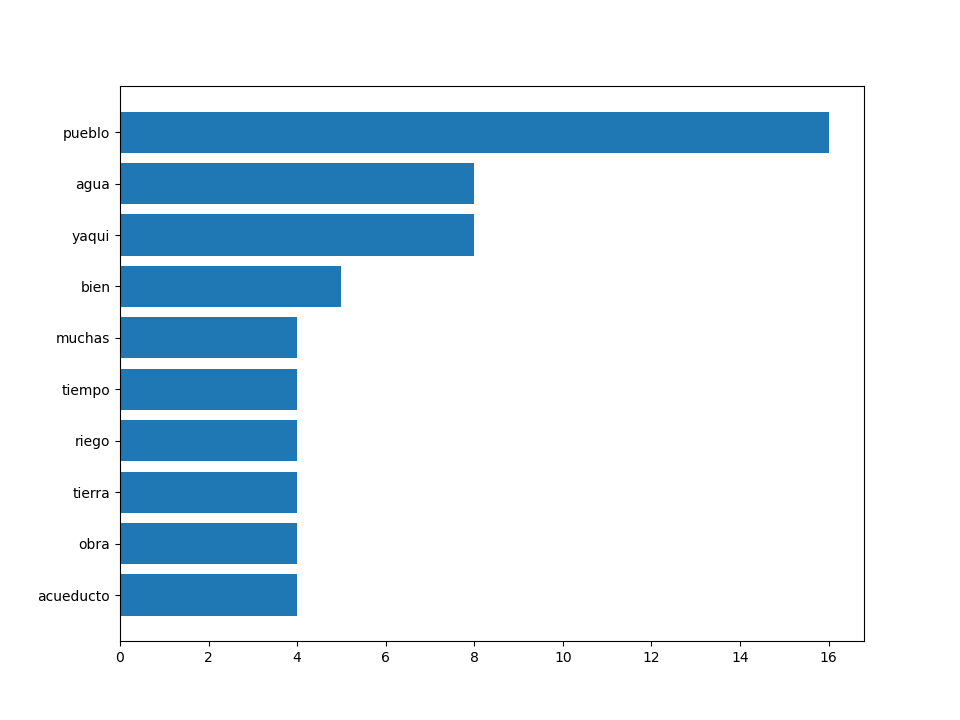 pueblo
agua
yaqui
bien
muchas
tiempo
riego
tierra
obra
acueducto
0 2 4 6 8 10 12 14 16